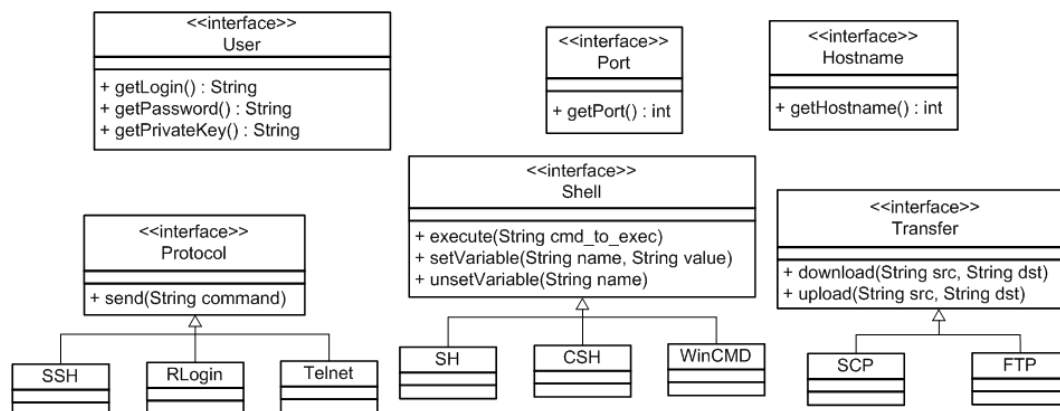 <<interface>>
User
+ getLogin() : String
+ getPassword() : String
+ getPrivateKey() : String
<<interface>>
Port
+ getPort() : int
<<interface>>
Hostname
+ getHostname() : int
<<interface>>
Protocol
+ send(String command)
<<interface>>
Shell
+ execute(String cmd_to_exec)
+ setVariable(String name, String value)
+ unsetVariable(String name)
<<interface>>
Transfer
+ download(String src, String dst)
+ upload(String src, String dst)
SSH
RLogin
Telnet
SH
CSH
WinCMD
SCP
FTP